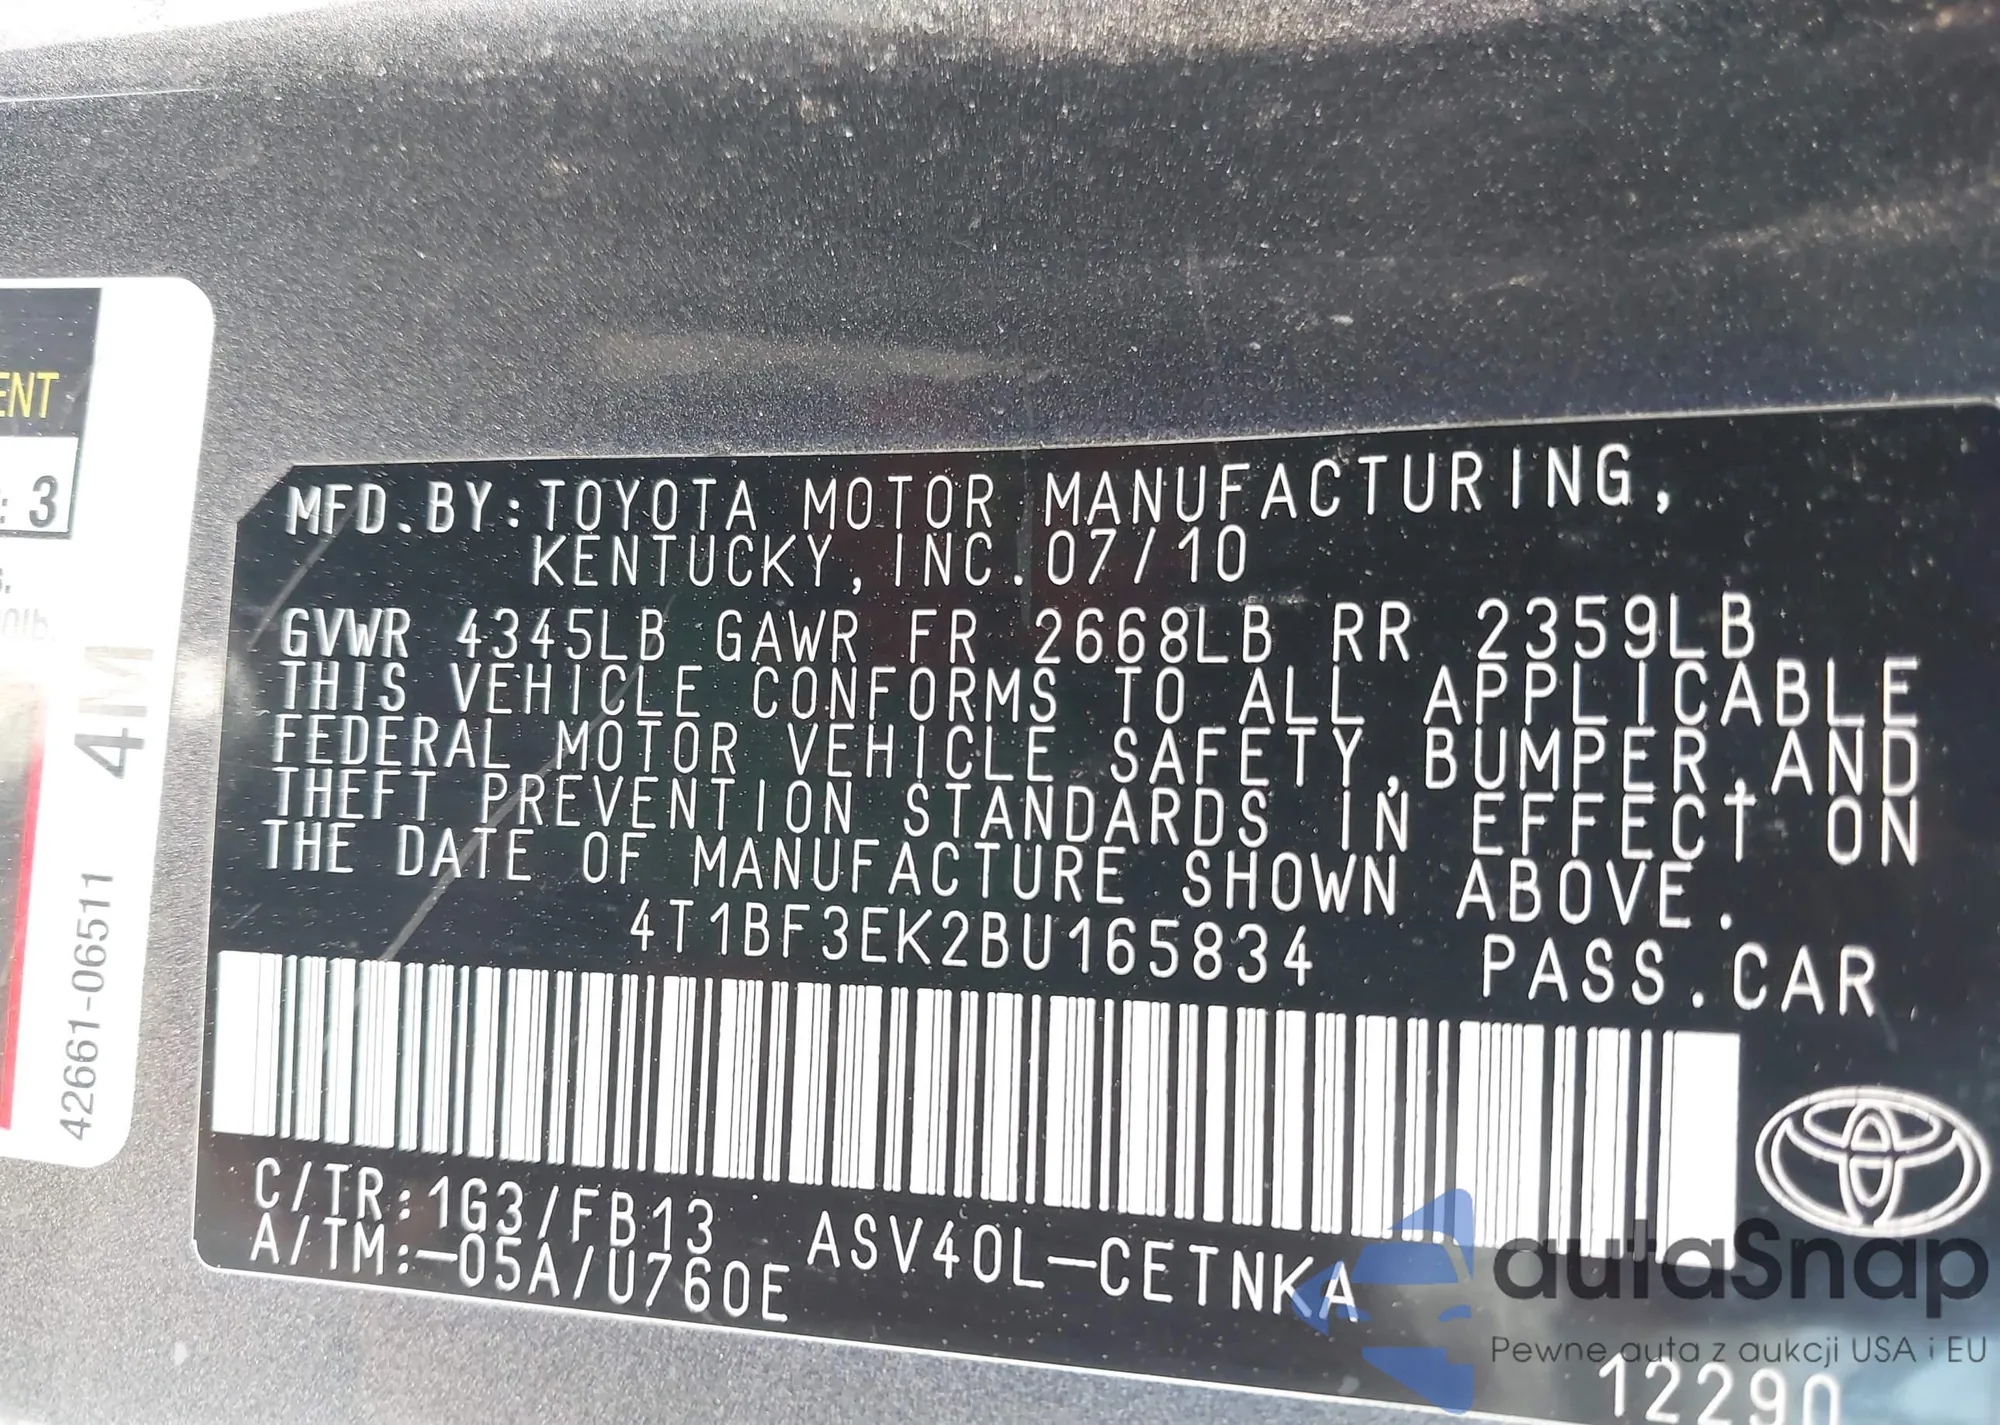 ENT
: 3
4M
42661-06511
MFD.BY:TOYOTA MOTOR MANUFACTURING,
KENTUCKY,INC.07/10
GVWR 4345LB GAWR FR 2668LB RR 2359LB
THIS VEHICLE CONFORMS TO ALL APPLICABLE
FEDERAL MOTOR VEHICLE SAFETY,BUMPER,AND
THEFT PREVENTION STANDARDS IN EFFECT ON
THE DATE OF MANUFACTURE SHOWN ABOVE.
4T1BF3EK2BU165834 PASS.CAR
C/TR:1G3/FB13 ASV40L-CETNKA
A/TM:-05A/U760E
12290
autaSnap
Pewne auta z aukcji USA i EU